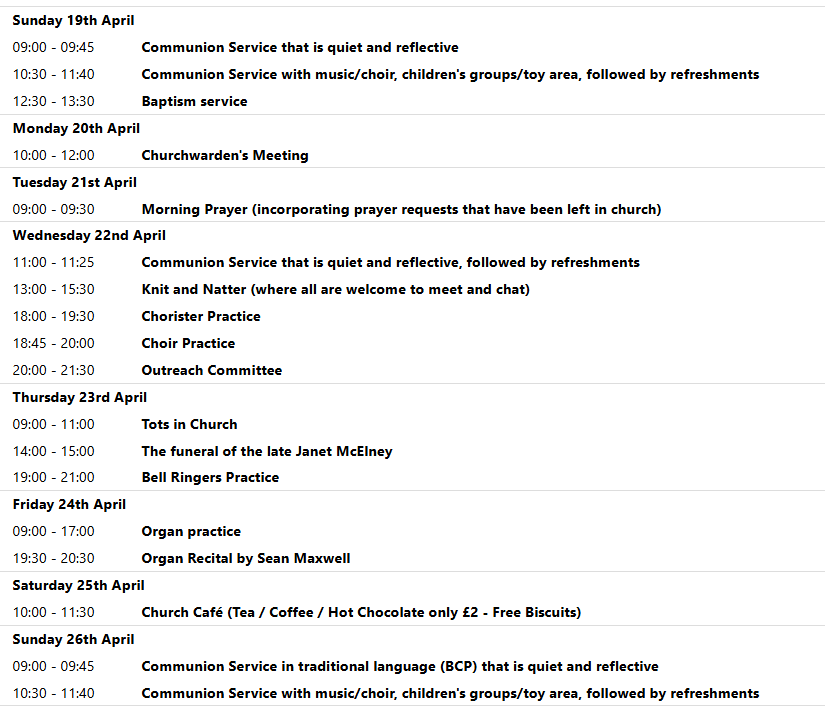 Sunday 19th April
09:00 - 09:45 Communion Service that is quiet and reflective
10:30 - 11:40 Communion Service with music/choir, children's groups/toy area, followed by refreshments
12:30 - 13:30 Baptism service
Monday 20th April
10:00 - 12:00 Churchwarden's Meeting
Tuesday 21st April
09:00 - 09:30 Morning Prayer (incorporating prayer requests that have been left in church)
Wednesday 22nd April
11:00 - 11:25 Communion Service that is quiet and reflective, followed by refreshments
13:00 - 15:30 Knit and Natter (where all are welcome to meet and chat)
18:00 - 19:30 Chorister Practice
18:45 - 20:00 Choir Practice
20:00 - 21:30 Outreach Committee
Thursday 23rd April
09:00 - 11:00 Tots in Church
14:00 - 15:00 The funeral of the late Janet McElney
19:00 - 21:00 Bell Ringers Practice
Friday 24th April
09:00 - 17:00 Organ practice
19:30 - 20:30 Organ Recital by Sean Maxwell
Saturday 25th April
10:00 - 11:30 Church Café (Tea / Coffee / Hot Chocolate only £2 - Free Biscuits)
Sunday 26th April
09:00 - 09:45 Communion Service in traditional language (BCP) that is quiet and reflective
10:30 - 11:40 Communion Service with music/choir, children's groups/toy area, followed by refreshments